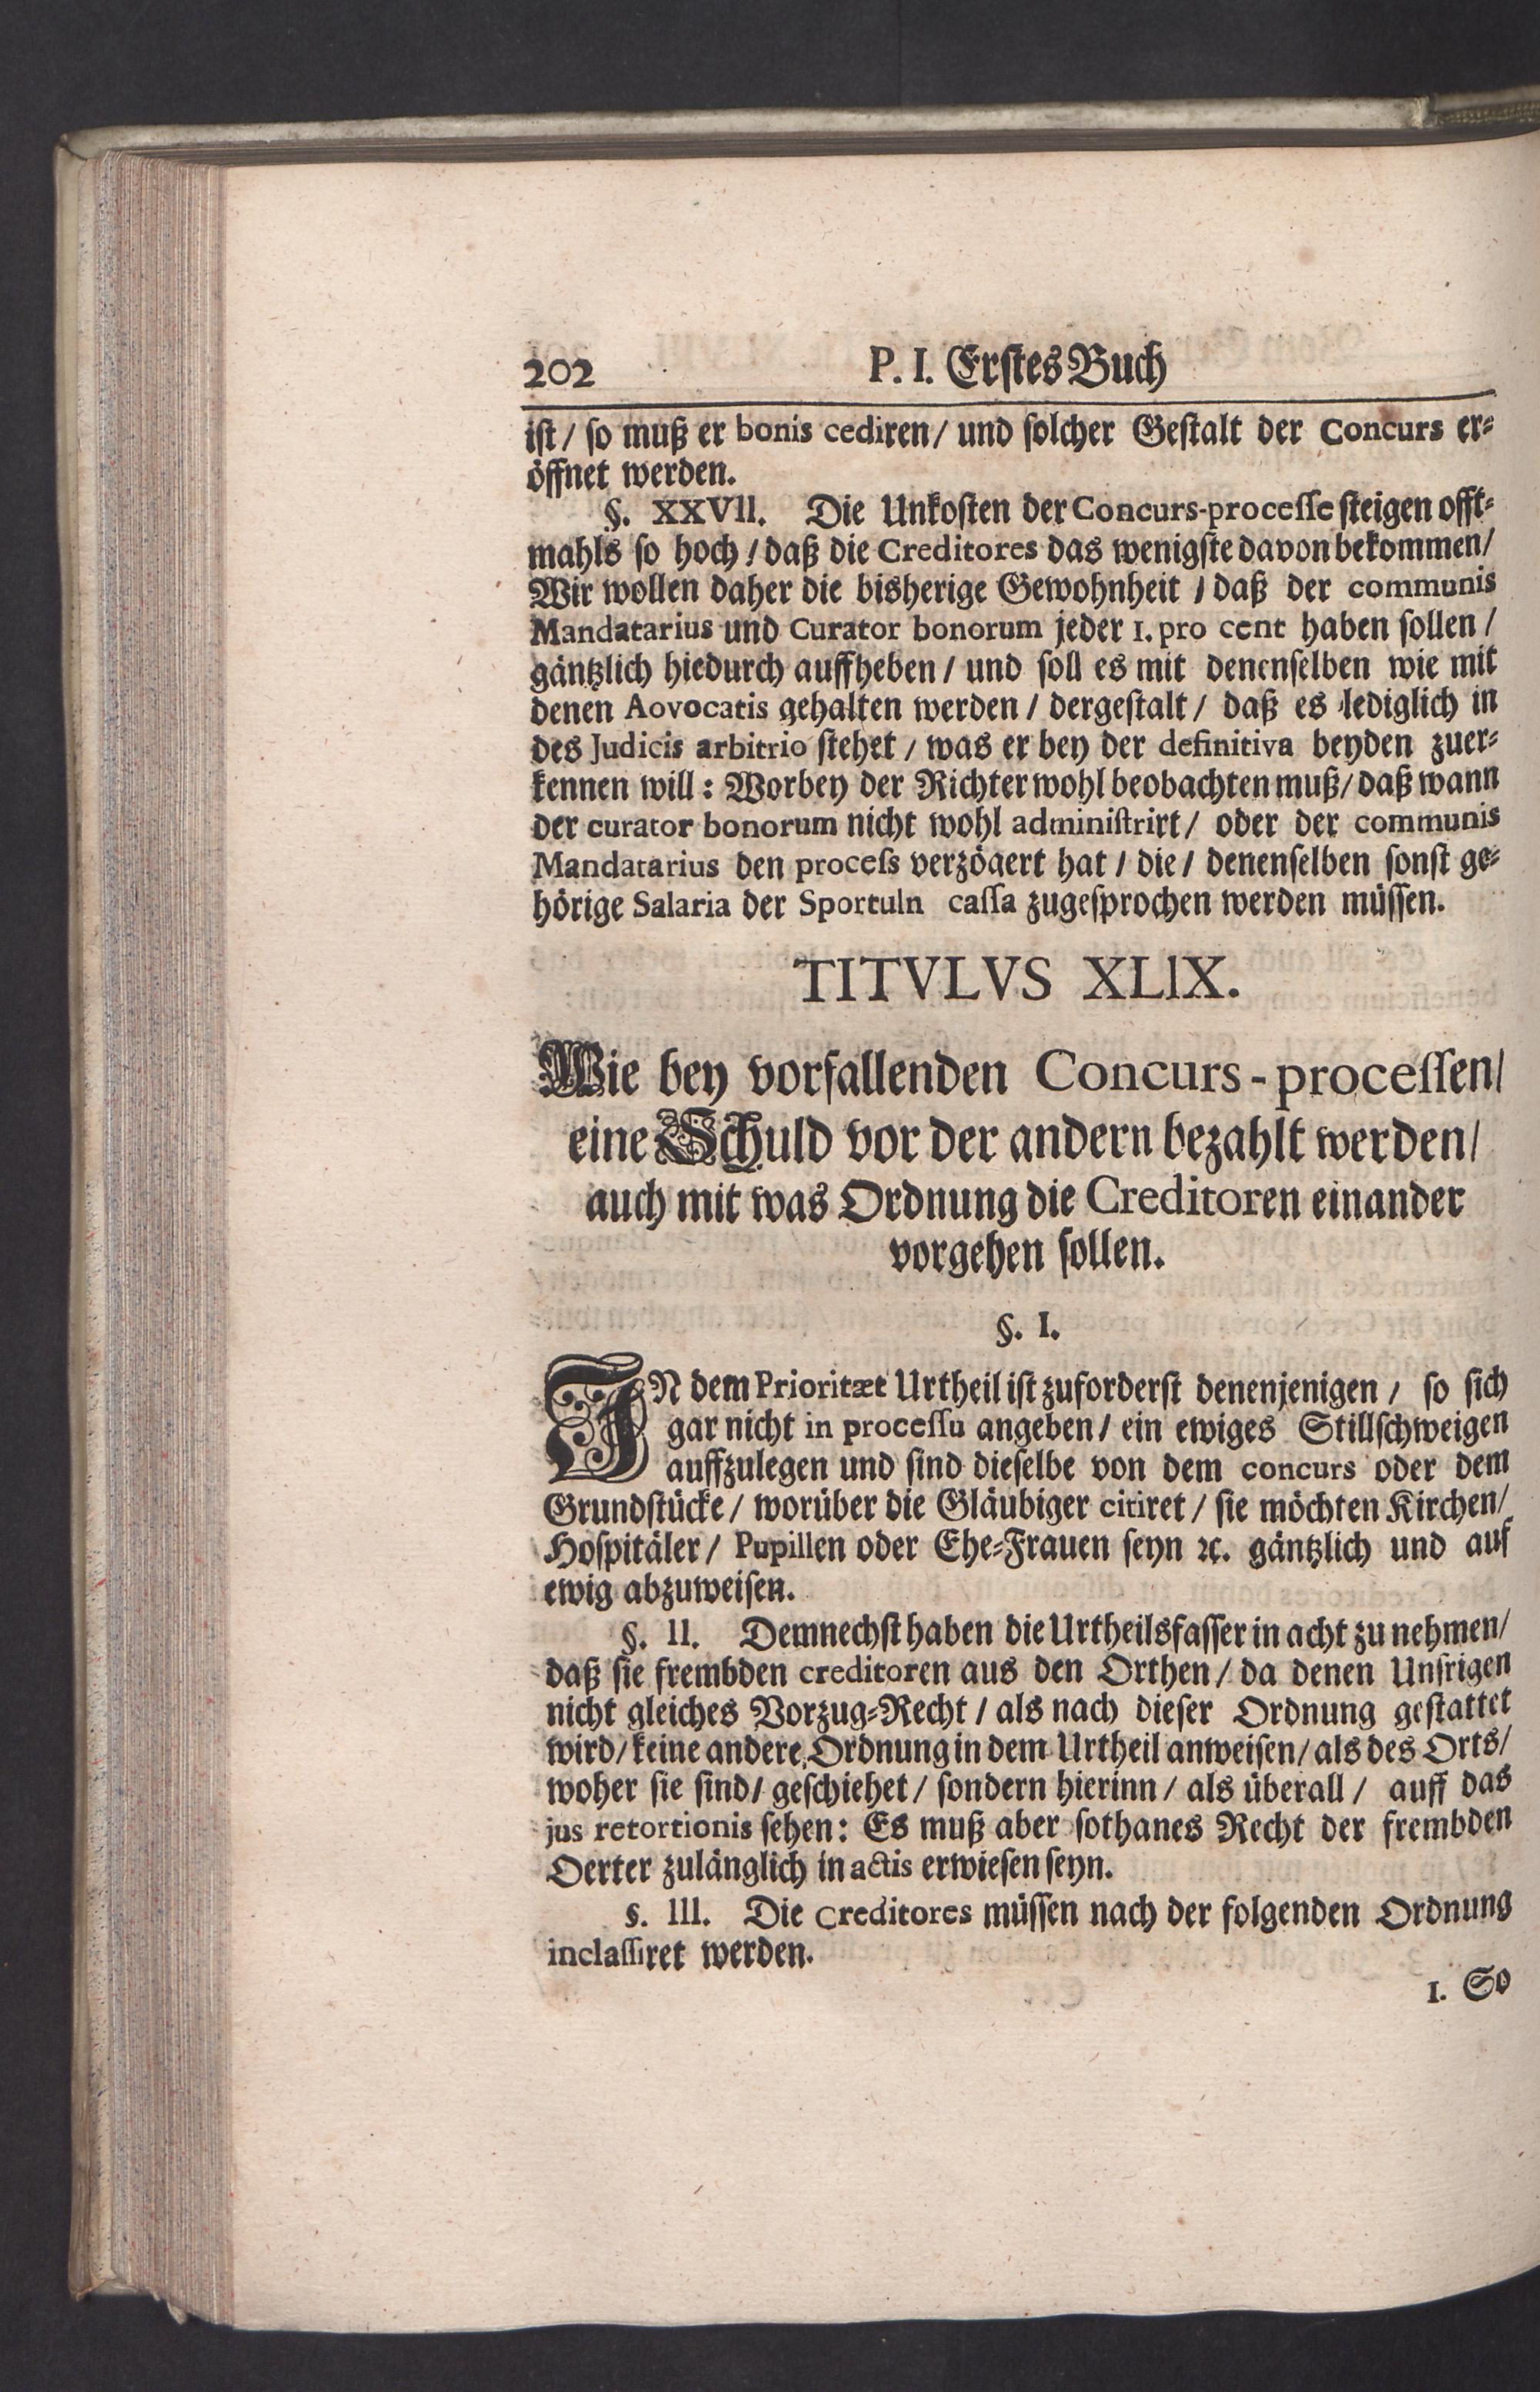 202 P. I. Erstes Buch
ist / so muß er bonis cediren / und solcher Gestalt der Concurs er-
öffnet werden.
§. XXVII. Die Unkosten der Concurs-processe steigen offt-
mahls so hoch / daß die Creditores das wenigste davon bekommen /
Wir wollen daher die bisherige Gewohnheit / daß der communis
Mandatarius und Curator bonorum jeder 1. pro cent haben sollen /
gäntzlich hiedurch auffheben / und soll es mit denenselben wie mit
denen Aovocatis gehalten werden / dergestalt / daß es lediglich in
des Judicis arbitrio stehet / was er bey der definitiva beyden zuer-
kennen will: Worbey der Richter wohl beobachten muß / daß wann
der curator bonorum nicht wohl administrirt / oder der communis
Mandatarius den process verzögert hat / die / denenselben sonst ge-
hörige Salaria der Sportuln cassa zugesprochen werden müssen.
TITVLVS XLIX.
Wie bey vorfallenden Concurs-processen /
eine Schuld vor der andern bezahlt werden /
auch mit was Ordnung die Creditoren einander
vorgehen sollen.
§. I.
IN dem Prioritæt Urtheil ist zuforderst denenjenigen / so sich
gar nicht in processu angeben / ein ewiges Stillschweigen
auffzulegen und sind dieselbe von dem concurs oder dem
Grundstücke / worüber die Gläubiger citiret / sie möchten Kirchen /
Hospitäler / Pupillen oder Ehe-Frauen seyn ꝛc. gäntzlich und auf
ewig abzuweisen.
§. II. Demnechst haben die Urtheilsfasser in acht zu nehmen /
daß sie frembden creditoren aus den Orthen / da denen Unsrigen
nicht gleiches Vorzug-Recht / als nach dieser Ordnung gestattet
wird / keine andere Ordnung in dem Urtheil anweisen / als des Orts /
woher sie sind / geschiehet / sondern hierinn / als überall / auff das
jus retortionis sehen: Es muß aber sothanes Recht der frembden
Oerter zulänglich in actis erwiesen seyn.
§. III. Die Creditores müssen nach der folgenden Ordnung
inclassiret werden.
1. So